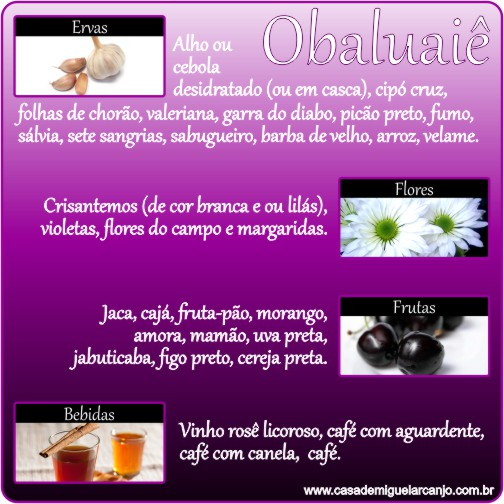 Obaluaiê
Ervas
Alho ou
cebola
desidratado (ou em casca), cipó cruz,
folhas de chorão, valeriana, garra do diabo, picão preto, fumo,
sálvia, sete sangrias, sabugueiro, barba de velho, arroz, velame.
Flores
Crisantemos (de cor branca e ou lilás),
violetas, flores do campo e margaridas.
Frutas
Jaca, cajá, fruta-pão, morango,
amora, mamão, uva preta,
jabuticaba, figo preto, cereja preta.
Bebidas
Vinho rosê licoroso, café com aguardente,
café com canela, café.
www.casademiguelarcanjo.com.br